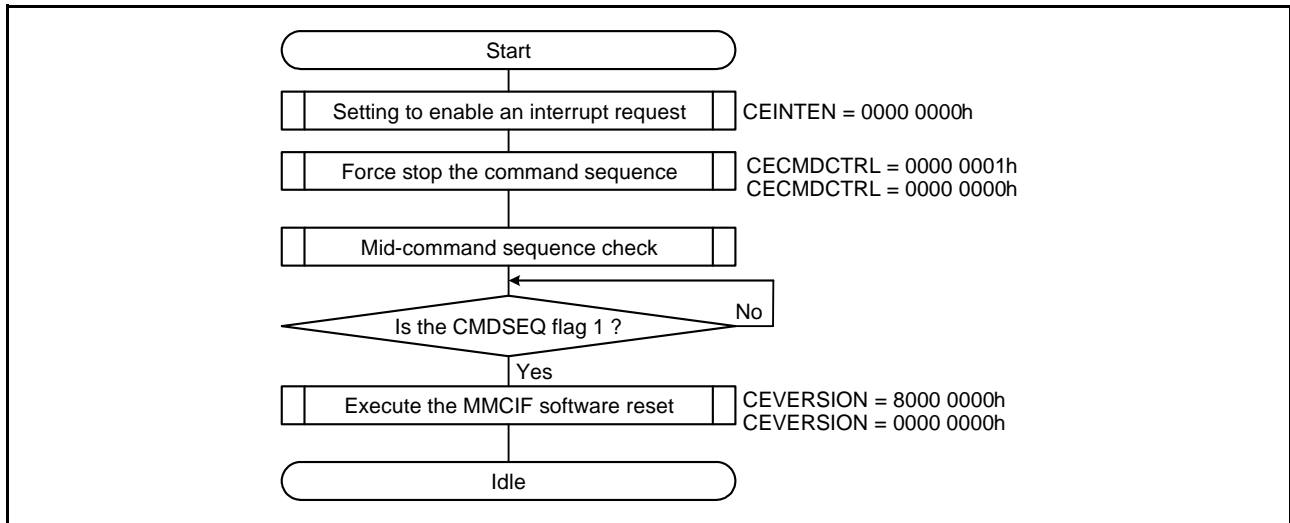 Start
Setting to enable an interrupt request
CEINTEN = 0000 0000h
Force stop the command sequence
CECMDCTRL = 0000 0001h
CECMDCTRL = 0000 0000h
Mid-command sequence check
Is the CMDSEQ flag 1 ?
No
Yes
Execute the MMCIF software reset
CEVERSION = 8000 0000h
CEVERSION = 0000 0000h
Idle